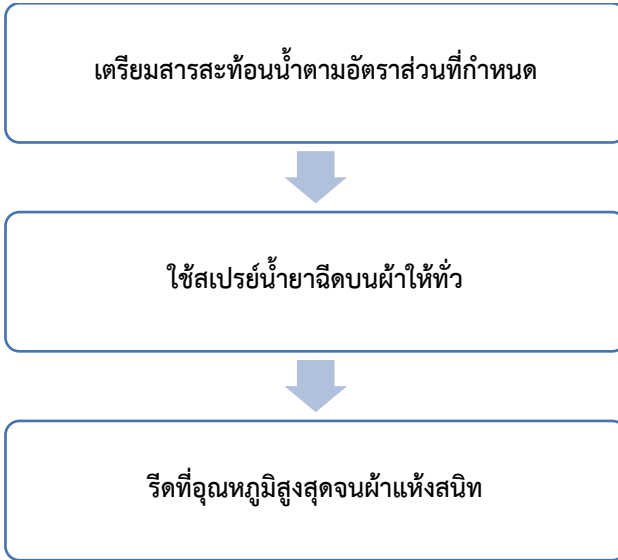 เตรียมสารสะท้อนน้ำตามอัตราส่วนที่กำหนด
ใช้สเปรย์น้ำยาฉีดบนผ้าให้ทั่ว
รีดที่อุณหภูมิสูงสุดจนผ้าแห้งสนิท